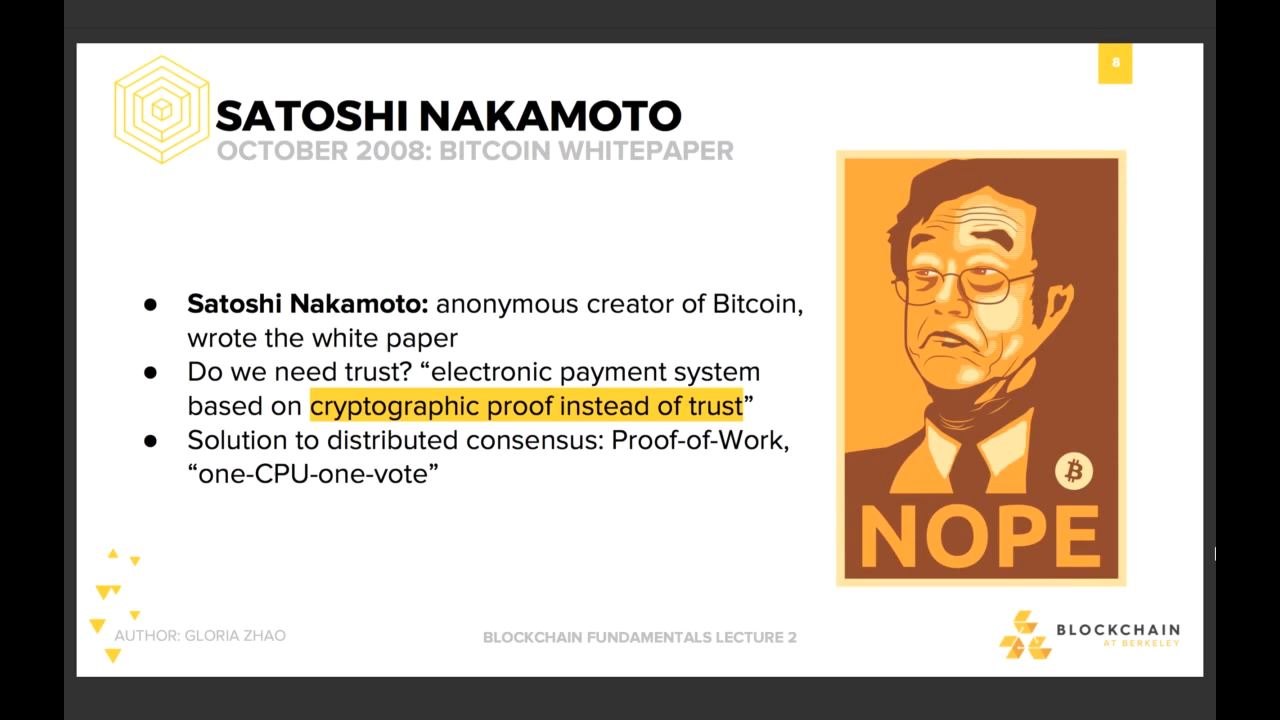 8
SATOSHI NAKAMOTO
OCTOBER 2008: BITCOIN WHITEPAPER
● Satoshi Nakamoto: anonymous creator of Bitcoin,
wrote the white paper
● Do we need trust? “electronic payment system
based on cryptographic proof instead of trust”
● Solution to distributed consensus: Proof-of-Work,
“one-CPU-one-vote”
₿
NOPE
AUTHOR: GLORIA ZHAO
BLOCKCHAIN FUNDAMENTALS LECTURE 2
BLOCKCHAIN
AT BERKELEY